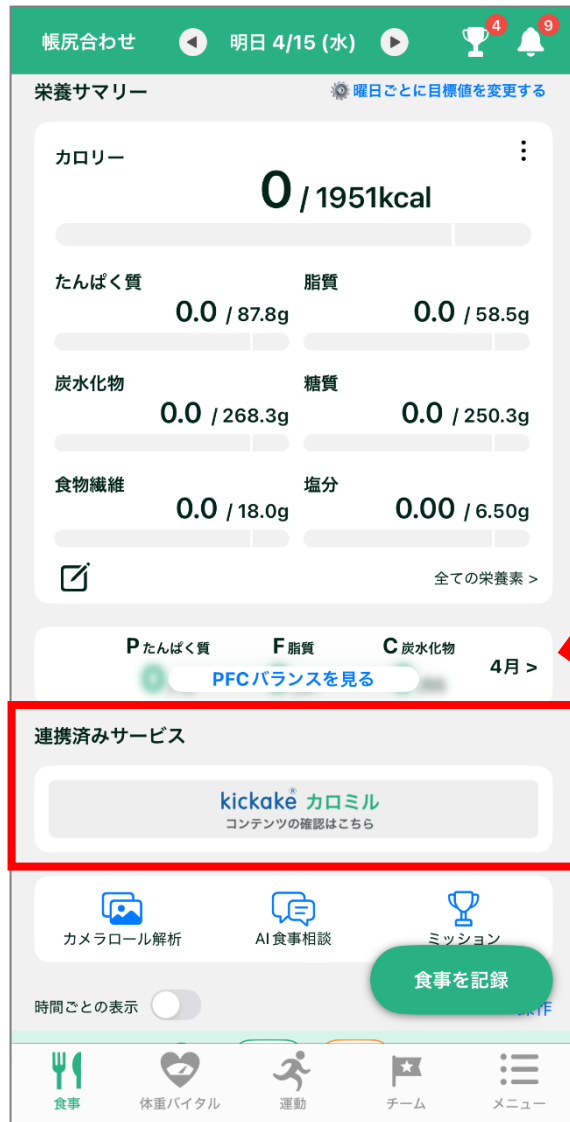 帳尻合わせ 明日 4/15 (水) 4 9
栄養サマリー 曜日ごとに目標値を変更する
カロリー
0 / 1951kcal
たんぱく質 脂質
0.0 / 87.8g 0.0 / 58.5g
炭水化物 糖質
0.0 / 268.3g 0.0 / 250.3g
食物繊維 塩分
0.0 / 18.0g 0.00 / 6.50g
全ての栄養素 >
P たんぱく質 F 脂質 C 炭水化物
4月 >
PFCバランスを見る
連携済みサービス
kickake® カロミル
コンテンツの確認はこちら
カメラロール解析 AI食事相談 ミッション
食事を記録
時間ごとの表示
食事 体重バイタル 運動 チーム メニュー